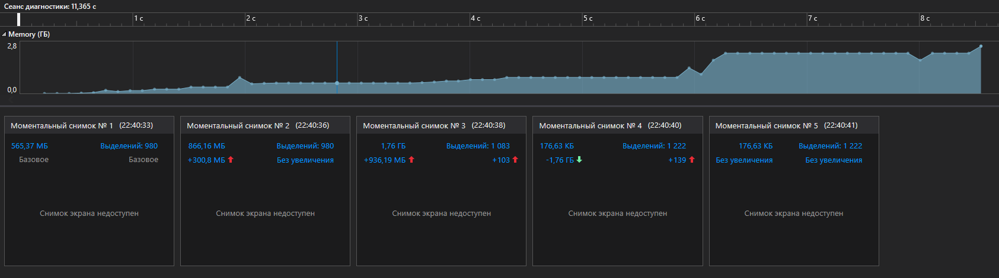 Сеанс диагностики: 11,365 с
1 с 2 с 3 с 4 с 5 с 6 с 7 с 8 с
Memory (ГБ)
2,8
0,0
Моментальный снимок № 1 (22:40:33)
565,37 МБ Выделений: 980
Базовое Базовое
Снимок экрана недоступен
Моментальный снимок № 2 (22:40:36)
866,16 МБ Выделений: 980
+300,8 МБ Без увеличения
Снимок экрана недоступен
Моментальный снимок № 3 (22:40:38)
1,76 ГБ Выделений: 1 083
+936,19 МБ +103
Снимок экрана недоступен
Моментальный снимок № 4 (22:40:40)
176,63 КБ Выделений: 1 222
-1,76 ГБ +139
Снимок экрана недоступен
Моментальный снимок № 5 (22:40:41)
176,63 КБ Выделений: 1 222
Без увеличения Без увеличения
Снимок экрана недоступен